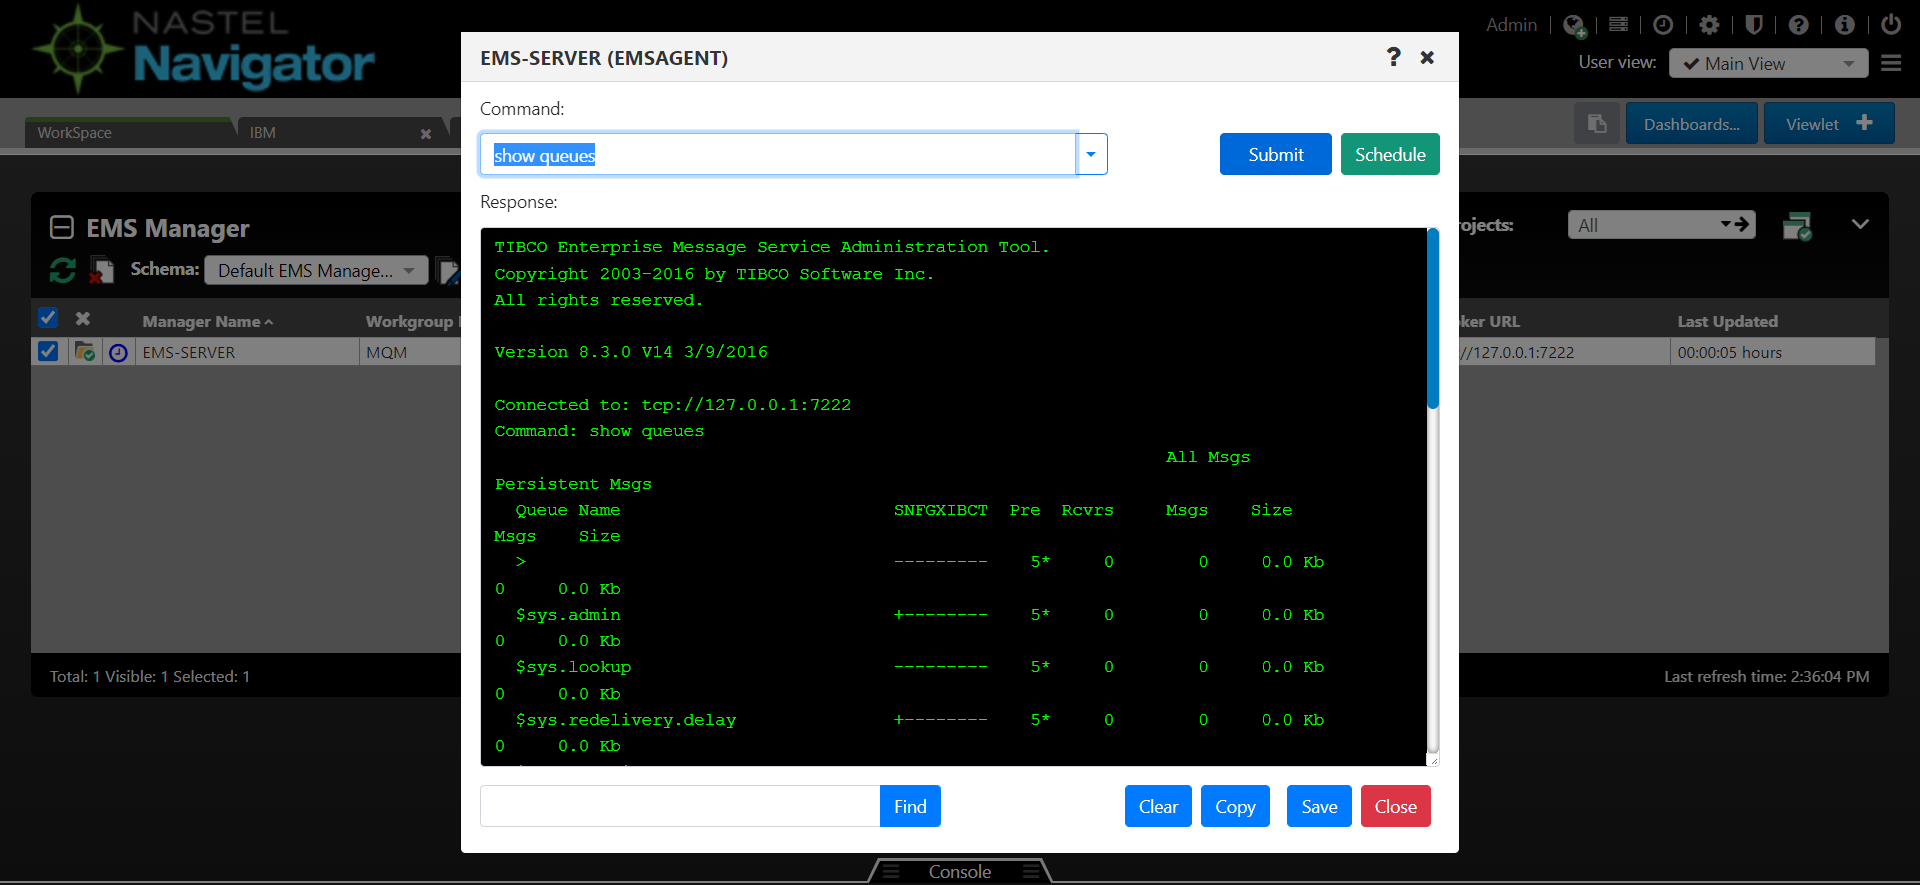 NASTEL
Navigator
Admin
User view: Main View
WorkSpace
IBM
Dashboards...
Viewlet
EMS-SERVER (EMSAGENT)
Command:
show queues
Submit
Schedule
Response:
TIBCO Enterprise Message Service Administration Tool.
Copyright 2003-2016 by TIBCO Software Inc.
All rights reserved.
Version 8.3.0 V14 3/9/2016
Connected to: tcp://127.0.0.1:7222
Command: show queues
All Msgs
Persistent Msgs
Queue Name SNFGXIBCT Pre Rcvrs Msgs Size
Msgs Size
> --------- 5* 0 0 0.0 Kb
0 0.0 Kb
$sys.admin +-------- 5* 0 0 0.0 Kb
0 0.0 Kb
$sys.lookup --------- 5* 0 0 0.0 Kb
0 0.0 Kb
$sys.redelivery.delay +-------- 5* 0 0 0.0 Kb
0 0.0 Kb
Find
Clear
Copy
Save
Close
EMS Manager
ojects: All
Schema: Default EMS Manage...
Manager Name Workgroup ker URL Last Updated
EMS-SERVER MQM //127.0.0.1:7222 00:00:05 hours
Total: 1 Visible: 1 Selected: 1
Last refresh time: 2:36:04 PM
Console